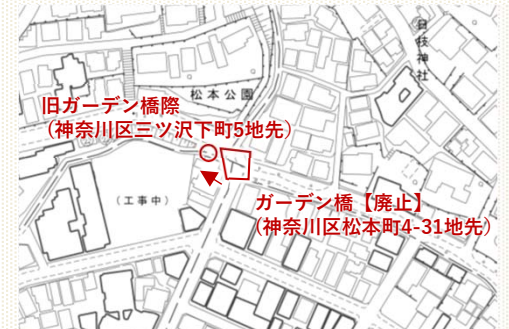 日枝神社
松本公園
旧ガーデン橋際
(神奈川区三ツ沢下町5地先)
(工事中)
ガーデン橋【廃止】
(神奈川区松本町4-31地先)